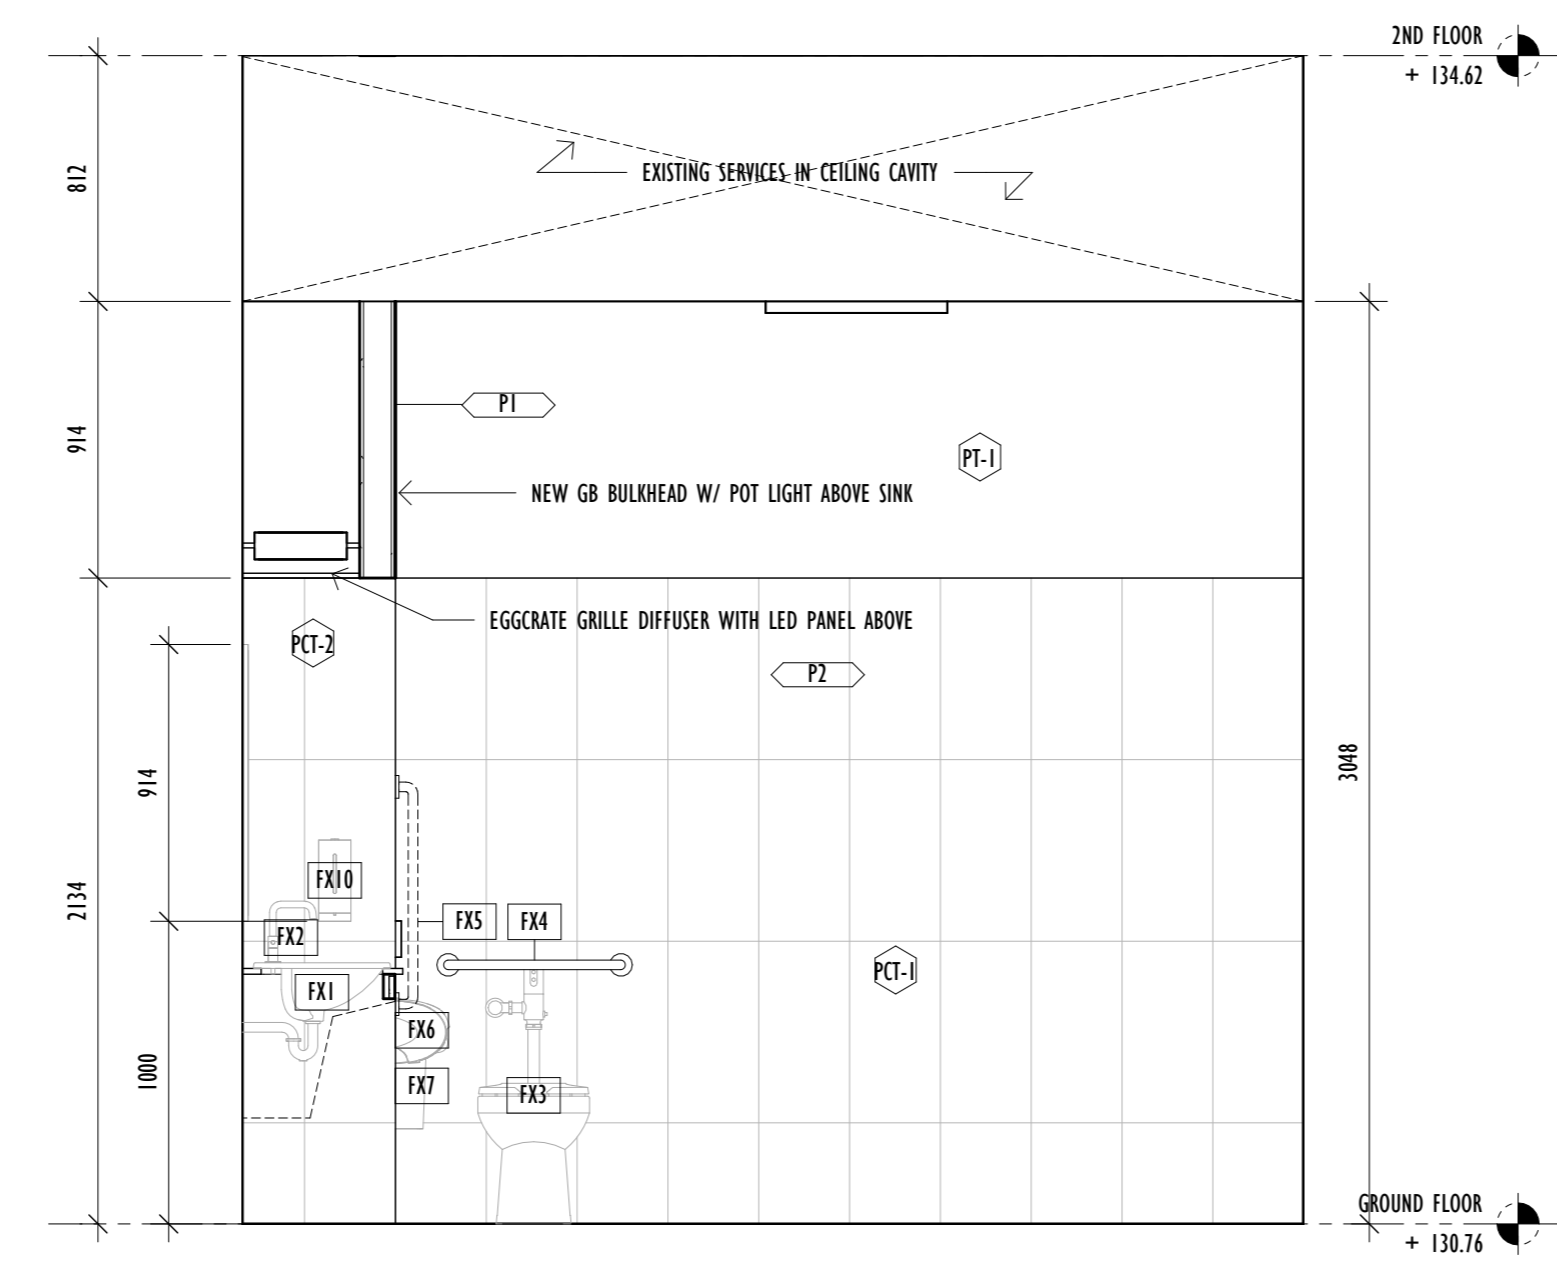 2ND FLOOR
+ 134.62
812
EXISTING SERVICES IN CEILING CAVITY
914
P1
PT-1
NEW GB BULKHEAD W/ POT LIGHT ABOVE SINK
EGGCRATE GRILLE DIFFUSER WITH LED PANEL ABOVE
PCT-2
P2
914
3048
2134
FX10
FX5
FX4
FX2
PCT-1
FX1
FX6
1000
FX7
FX3
GROUND FLOOR
+ 130.76